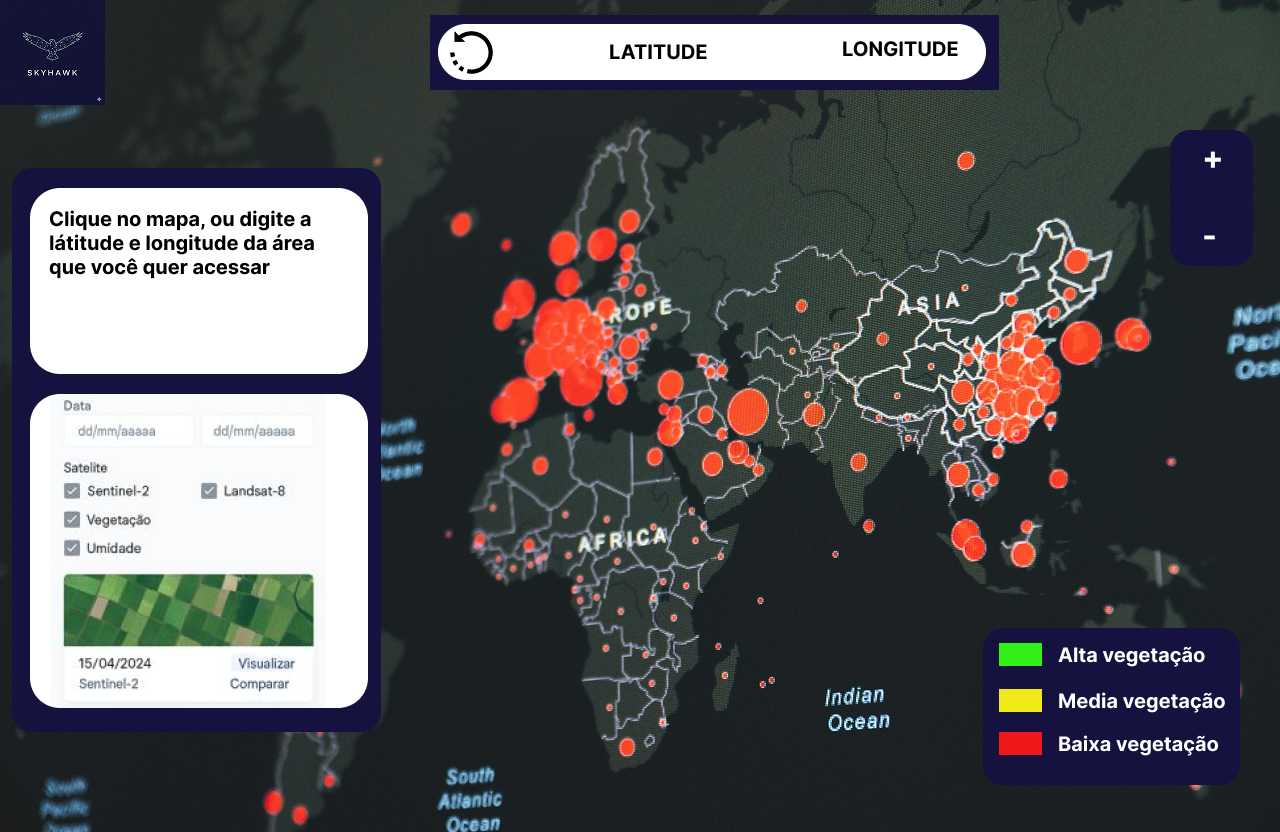 SKYHAWK
LATITUDE
LONGITUDE
Ocean
+
-
Clique no mapa, ou digite a
látitude e longitude da área
que você quer acessar
Data
dd/mm/aaaaa
dd/mm/aaaaa
Satelite
Sentinel-2
Landsat-8
Vegetação
Umidade
15/04/2024
Visualizar
Sentinel-2
Comparar
ROPE
ASIA
AFRICA
North
Pacific
Ocean
North
Atlantic
Ocean
Indian
Ocean
South
Atlantic
Ocean
South
Pacific
Ocean
Alta vegetação
Media vegetação
Baixa vegetação